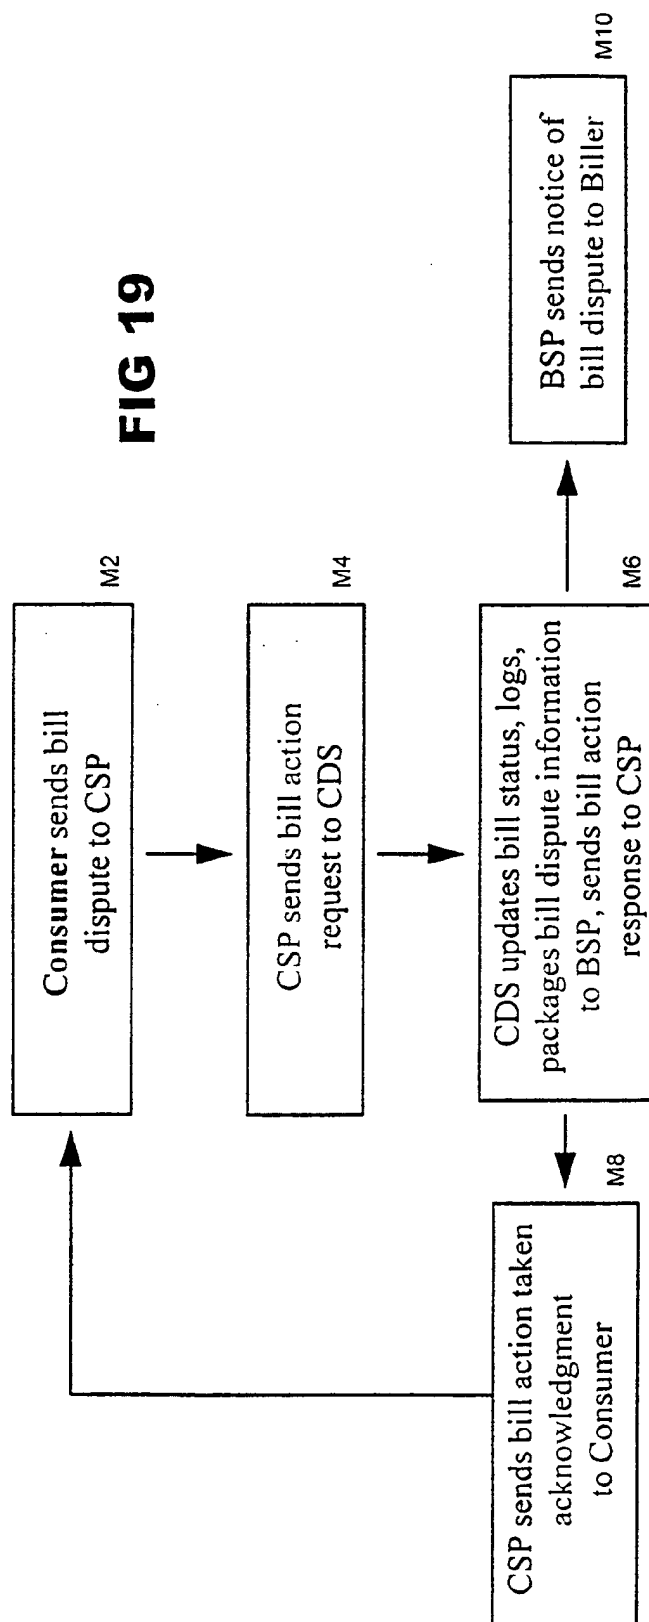 FIG 19
Consumer sends bill
dispute to CSP
M2
CSP sends bill action
request to CDS
M4
CDS updates bill status, logs,
packages bill dispute information
to BSP, sends bill action
response to CSP
M6
CSP sends bill action taken
acknowledgment
to Consumer
M8
BSP sends notice of
bill dispute to Biller
M10